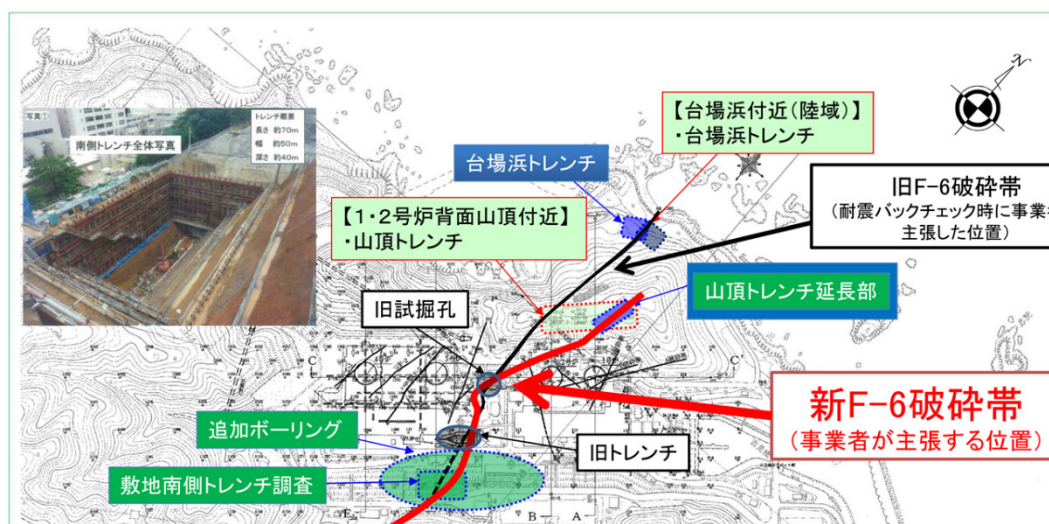 写真①
南側トレンチ全体写真
トレンチ概要
長さ 約70m
幅 約50m
深さ 約40m
N
【台場浜付近(陸域)】
・台場浜トレンチ
台場浜トレンチ
旧F-6破砕帯
(耐震バックチェック時に事業者
主張した位置)
【1・2号炉背面山頂付近】
・山頂トレンチ
山頂トレンチ延長部
旧試掘孔
C
C'
新F-6破砕帯
(事業者が主張する位置)
追加ボーリング
旧トレンチ
敷地南側トレンチ調査
E
B
A